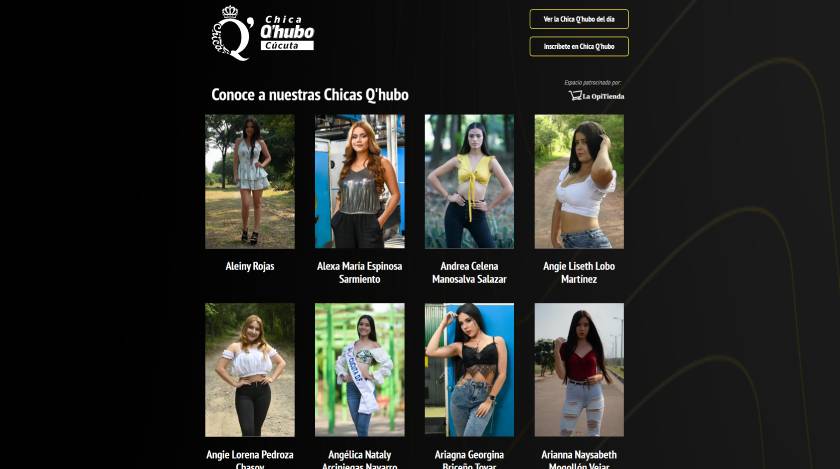 Chica
Q'hubo
Cúcuta
Chica
Ver la Chica Q'hubo del día
Inscríbete en Chica Q'hubo
Espacio patrocinado por:
La OpiTienda
Conoce a nuestras Chicas Q'hubo
Aleiny Rojas
Alexa María Espinosa
Sarmiento
Andrea Celena
Manosalva Salazar
Angie Liseth Lobo
Martínez
Angie Lorena Pedroza
Chasoy
Angélica Nataly
Arciniegas Navarro
Ariagna Georgina
Briceño Tovar
Arianna Naysabeth
Mogollón Vejar